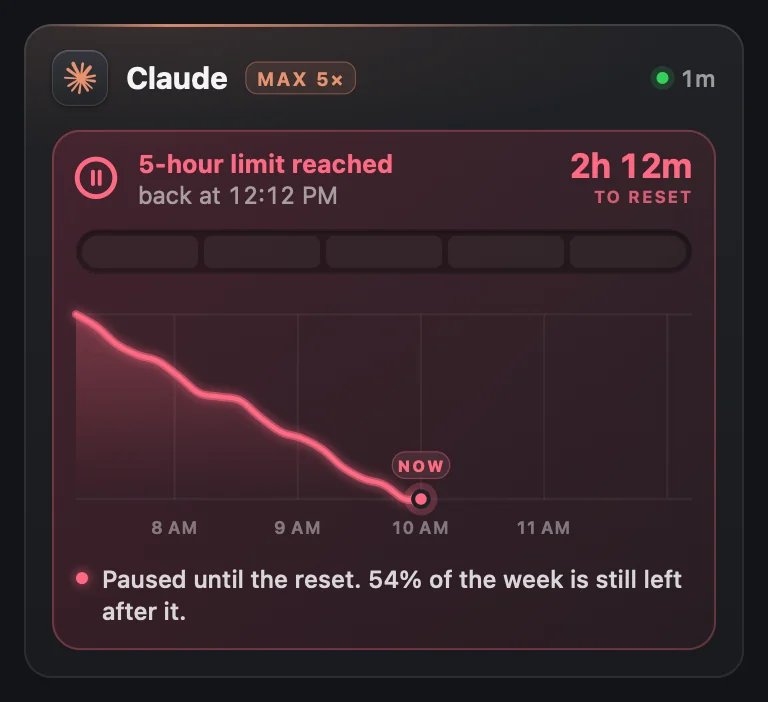 Claude
MAX 5×
1m
5-hour limit reached
back at 12:12 PM
2h 12m
TO RESET
NOW
8 AM
9 AM
10 AM
11 AM
Paused until the reset. 54% of the week is still left
after it.